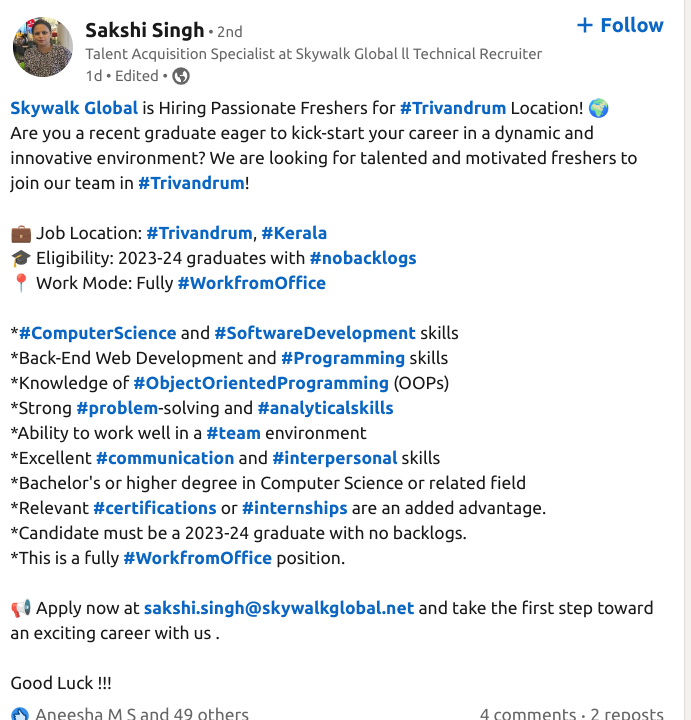 Sakshi Singh • 2nd
+ Follow
Talent Acquisition Specialist at Skywalk Global ll Technical Recruiter
1d • Edited •
Skywalk Global is Hiring Passionate Freshers for #Trivandrum Location! 🌍
Are you a recent graduate eager to kick-start your career in a dynamic and
innovative environment? We are looking for talented and motivated freshers to
join our team in #Trivandrum!
💼 Job Location: #Trivandrum, #Kerala
🎓 Eligibility: 2023-24 graduates with #nobacklogs
📍 Work Mode: Fully #WorkfromOffice
*#ComputerScience and #SoftwareDevelopment skills
*Back-End Web Development and #Programming skills
*Knowledge of #ObjectOrientedProgramming (OOPs)
*Strong #problem-solving and #analyticalskills
*Ability to work well in a #team environment
*Excellent #communication and #interpersonal skills
*Bachelor's or higher degree in Computer Science or related field
*Relevant #certifications or #internships are an added advantage.
*Candidate must be a 2023-24 graduate with no backlogs.
*This is a fully #WorkfromOffice position.
📢 Apply now at sakshi.singh@skywalkglobal.net and take the first step toward
an exciting career with us .
Good Luck !!!
Aneesha M S and 49 others
4 comments • 2 reposts